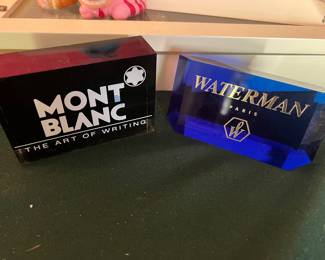 MONT
BLANC
THE ART OF WRITING
WATERMAN
PARIS